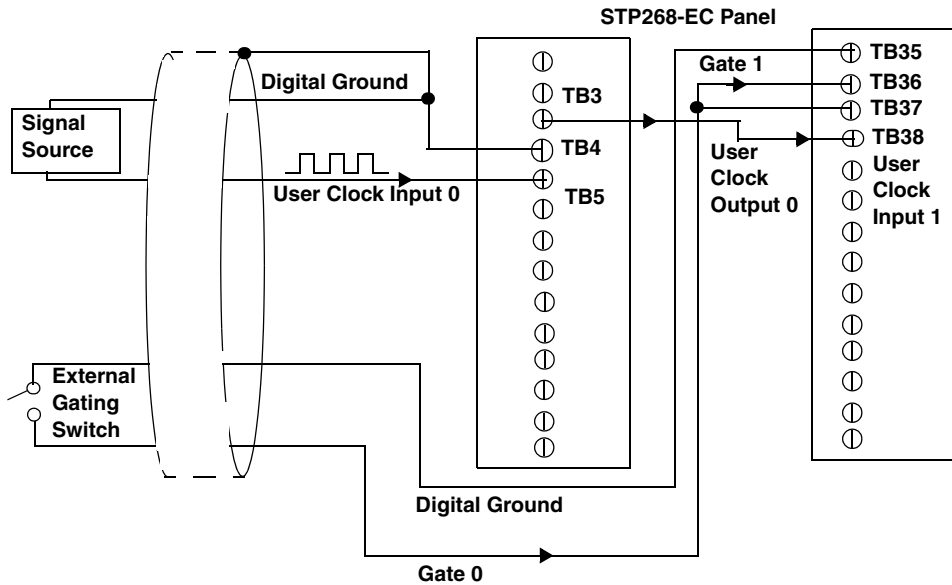 STP268-EC Panel
Digital Ground
Signal
Source
User Clock Input 0
TB3
TB4
TB5
Gate 1
User
Clock
Output 0
TB35
TB36
TB37
TB38
User
Clock
Input 1
External
Gating
Switch
Digital Ground
Gate 0